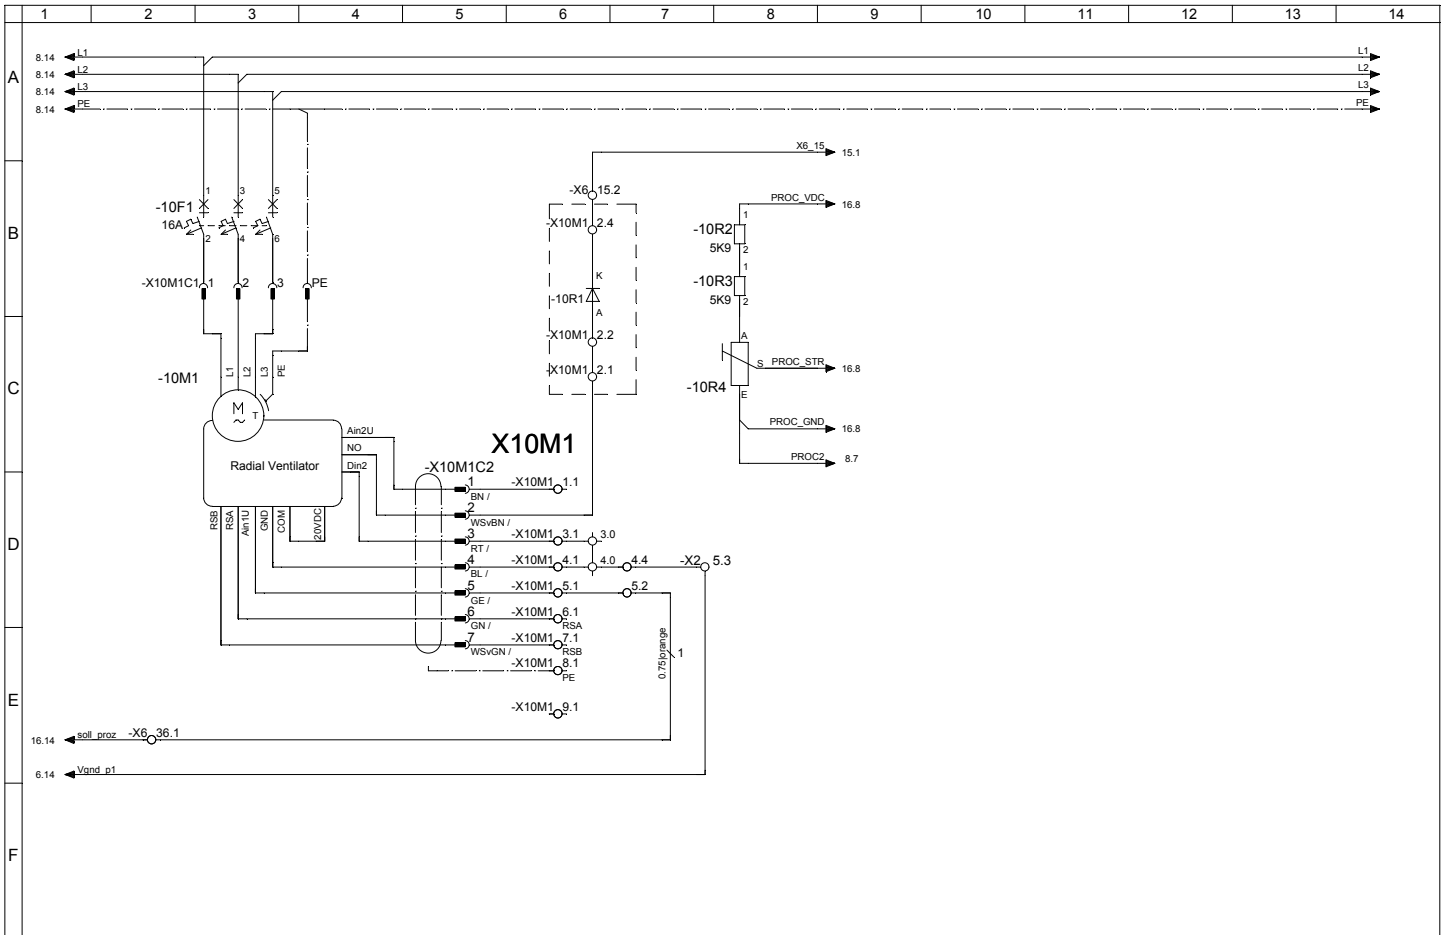 1 2 3 4 5 6 7 8 9 10 11 12 13 14
A
8.14 L1 L1
8.14 L2 L2
8.14 L3 L3
8.14 PE PE
X6_15 15.1
B
-X6 15.2
PROC_VDC 16.8
1 3 5
-10F1
16A
2 4 6
-X10M1 2.4
1
-10R2
5K9 2
-X10M1C1 1 2 3 PE
K
-10R1
A
1
-10R3
5K9 2
C
-X10M1 2.2
-X10M1 2.1
A
S PROC_STR 16.8
-10R4
E
-10M1
L1 L2 L3 PE
M
~
T
Radial Ventilator
Ain2U
NO
Din2
PROC_GND 16.8
PROC2 8.7
X10M1
-X10M1C2
D
RSB RSA Ain1U GND COM 20VDC
1 -X10M1 1.1
BN /
2
WSvBN /
3 -X10M1 3.1 3.0
RT /
4 -X10M1 4.1 4.0 4.4 -X2 5.3
BL /
5 -X10M1 5.1 5.2
GE /
6 -X10M1 6.1
GN / RSA
E
7 -X10M1 7.1
WSvGN / RSB
-X10M1 8.1
PE
0.75|orange 1
-X10M1 9.1
16.14 soll_proz -X6 36.1
6.14 Vgnd_p1
F